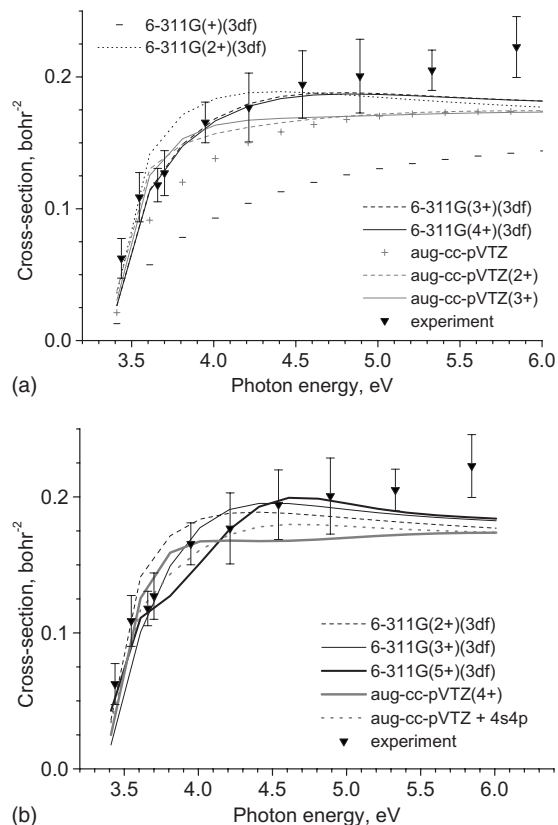 6-311G(+)(3df)
6-311G(2+)(3df)
0.2
0.1
0.0
Cross-section, bohr-2
6-311G(3+)(3df)
6-311G(4+)(3df)
aug-cc-pVTZ
aug-cc-pVTZ(2+)
aug-cc-pVTZ(3+)
experiment
3.5 4.0 4.5 5.0 5.5 6.0
(a)
Photon energy, eV
0.2
0.1
0.0
Cross-section, bohr-2
6-311G(2+)(3df)
6-311G(3+)(3df)
6-311G(5+)(3df)
aug-cc-pVTZ(4+)
aug-cc-pVTZ + 4s4p
experiment
3.5 4.0 4.5 5.0 5.5 6.0
(b)
Photon energy, eV